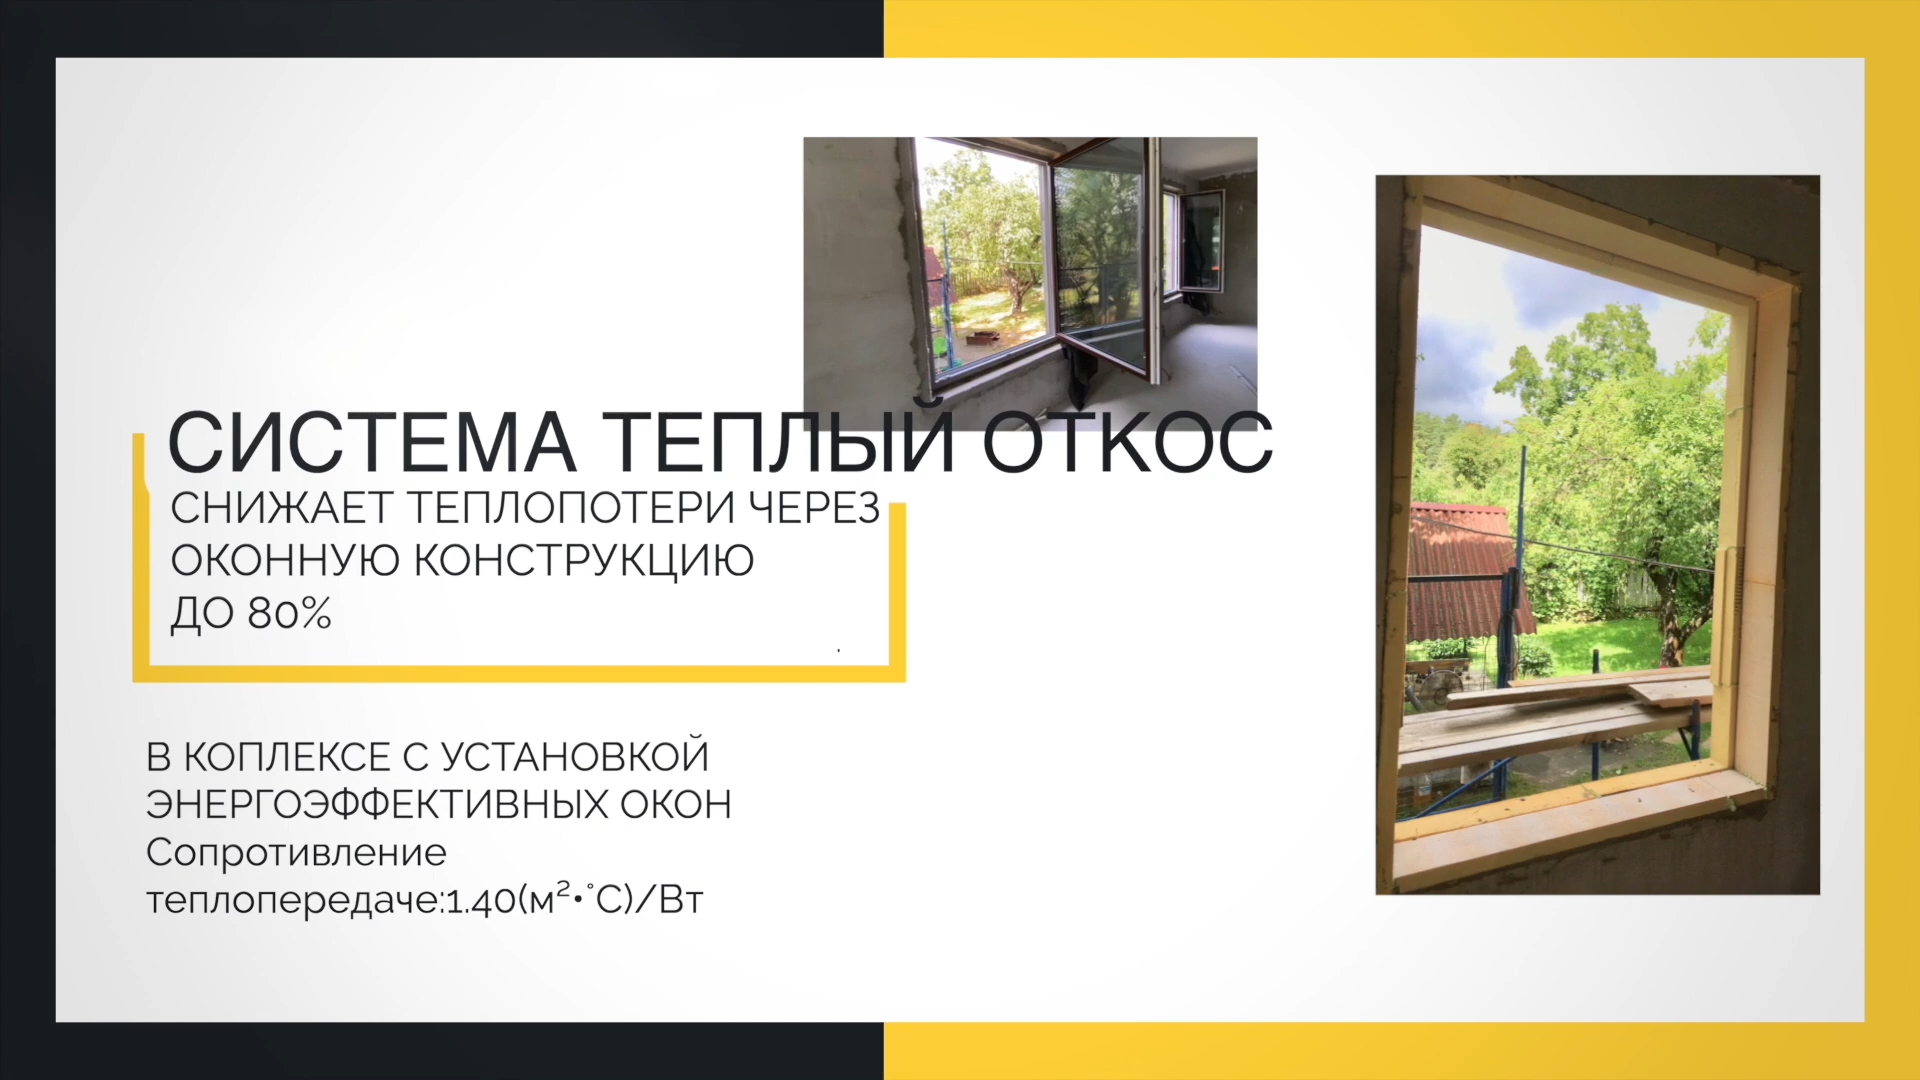 СИСТЕМА ТЕПЛЫЙ ОТКОС
СНИЖАЕТ ТЕПЛОПОТЕРИ ЧЕРЕЗ
ОКОННУЮ КОНСТРУКЦИЮ
ДО 80%
В КОПЛЕКСЕ С УСТАНОВКОЙ
ЭНЕРГОЭФФЕКТИВНЫХ ОКОН
Сопротивление
теплопередаче:1.40(м²•°С)/Вт